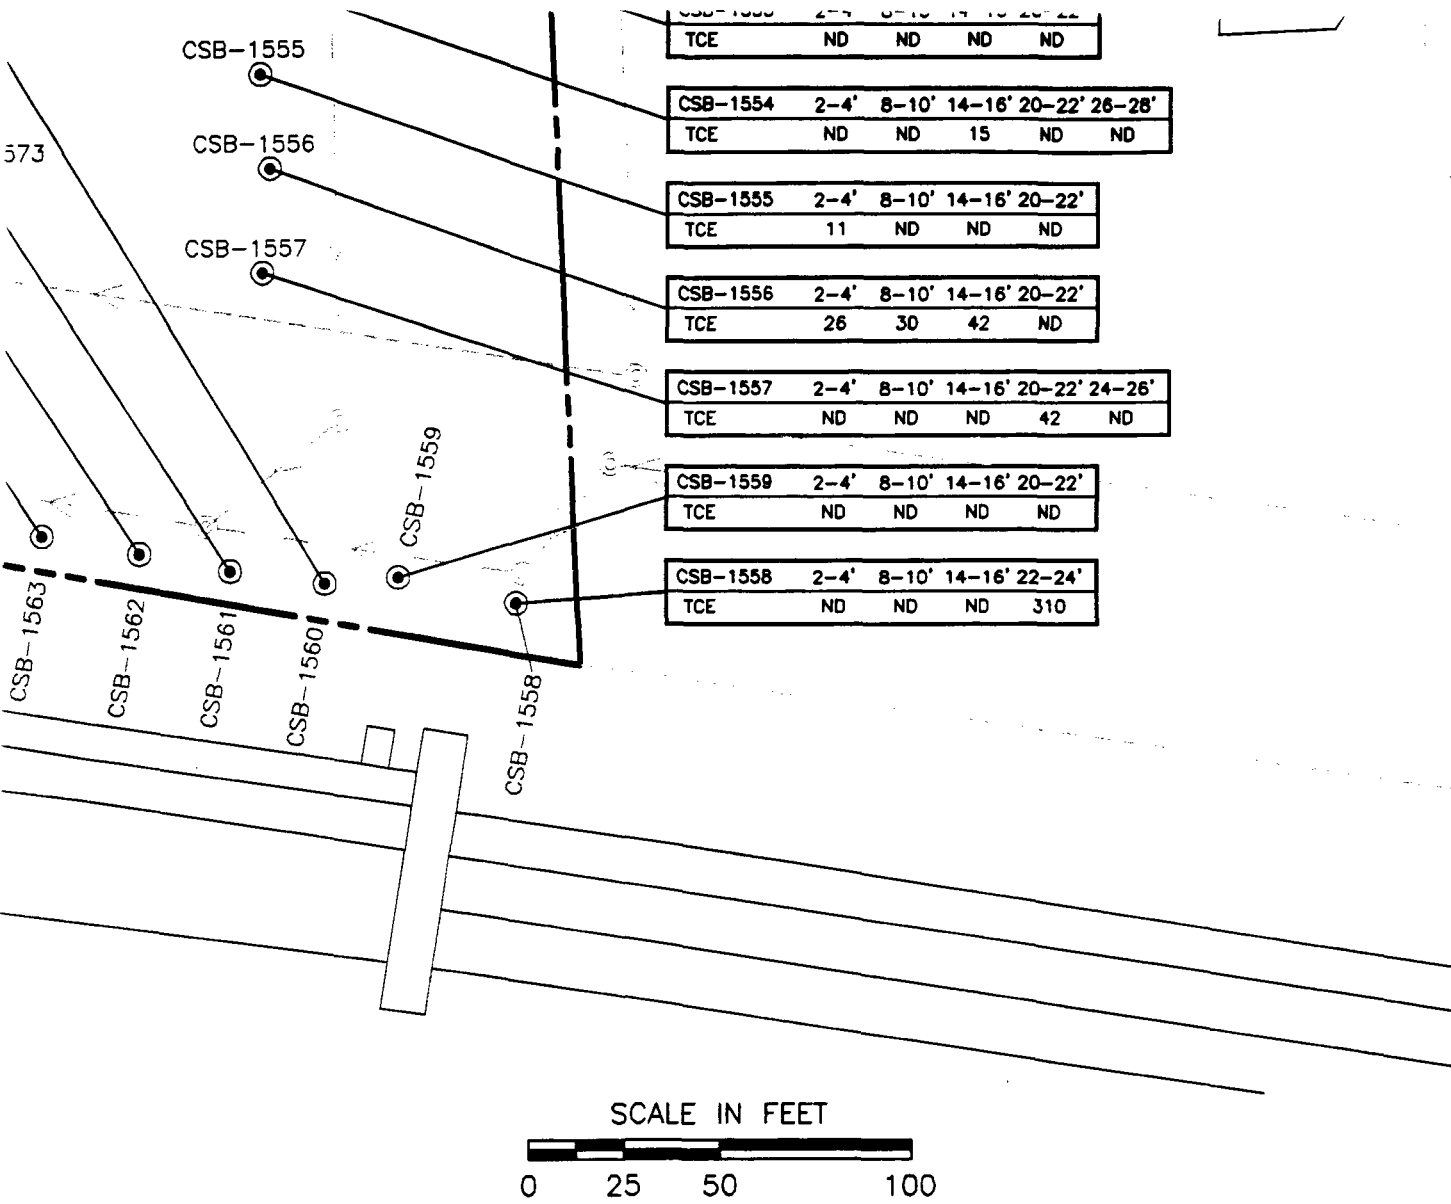 CSB-1555
CSB-1556
573
CSB-1557
CSB-1559
CSB-1563
CSB-1562
CSB-1561
CSB-1560
CSB-1558
TCE ND ND ND ND
CSB-1554 2-4' 8-10' 14-16' 20-22' 26-28'
TCE ND ND 15 ND ND
CSB-1555 2-4' 8-10' 14-16' 20-22'
TCE 11 ND ND ND
CSB-1556 2-4' 8-10' 14-16' 20-22'
TCE 26 30 42 ND
CSB-1557 2-4' 8-10' 14-16' 20-22' 24-26'
TCE ND ND ND 42 ND
CSB-1559 2-4' 8-10' 14-16' 20-22'
TCE ND ND ND ND
CSB-1558 2-4' 8-10' 14-16' 22-24'
TCE ND ND ND 310
SCALE IN FEET
0 25 50 100